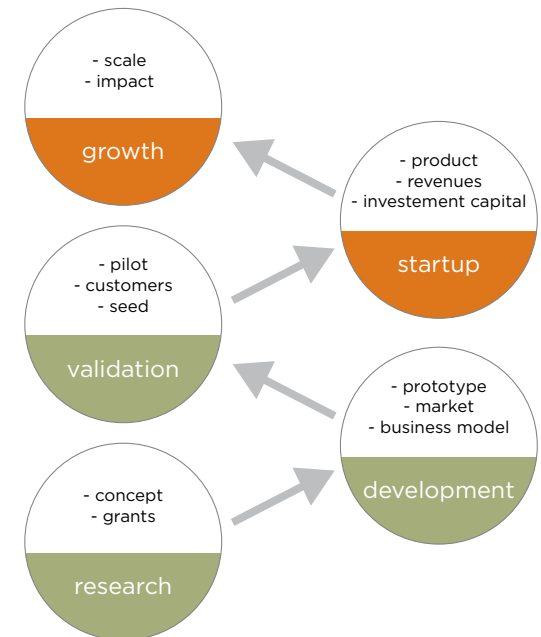 - scale
- impact
growth
- product
- revenues
- investement capital
startup
- pilot
- customers
- seed
validation
- prototype
- market
- business model
development
- concept
- grants
research